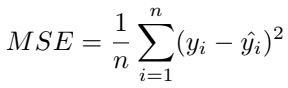 $MSE = \frac{1}{n} \sum_{i=1}^{n} (y_i - \hat{y_i})^2$